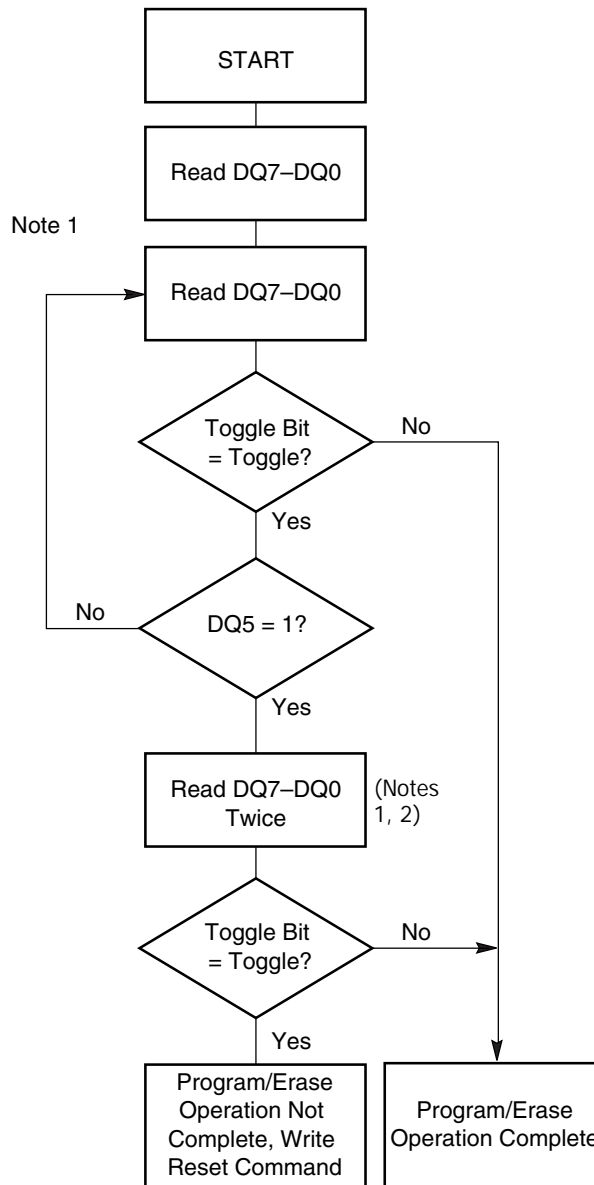 START
Read DQ7–DQ0
Note 1
Read DQ7–DQ0
Toggle Bit
= Toggle?
No
Yes
No
DQ5 = 1?
Yes
Read DQ7–DQ0
Twice
(Notes
1, 2)
Toggle Bit
= Toggle?
No
Yes
Program/Erase
Operation Not
Complete, Write
Reset Command
Program/Erase
Operation Complete